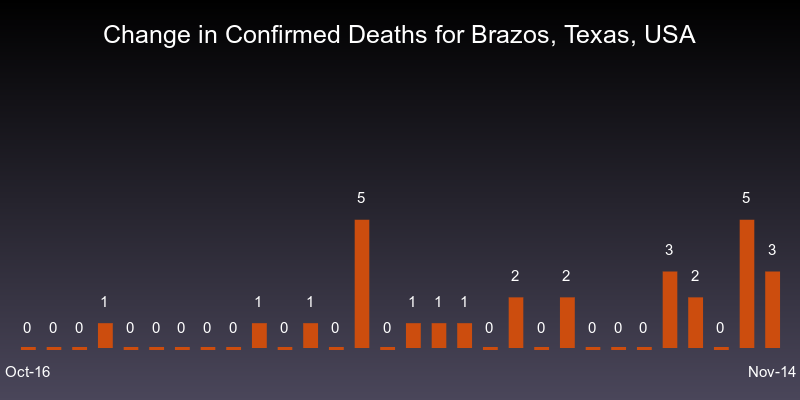 Change in Confirmed Deaths for Brazos, Texas, USA
0 0 0 1 0 0 0 0 0 1 0 1 0 5 0 1 1 1 0 2 0 2 0 0 0 3 2 0 5 3
Oct-16 Nov-14